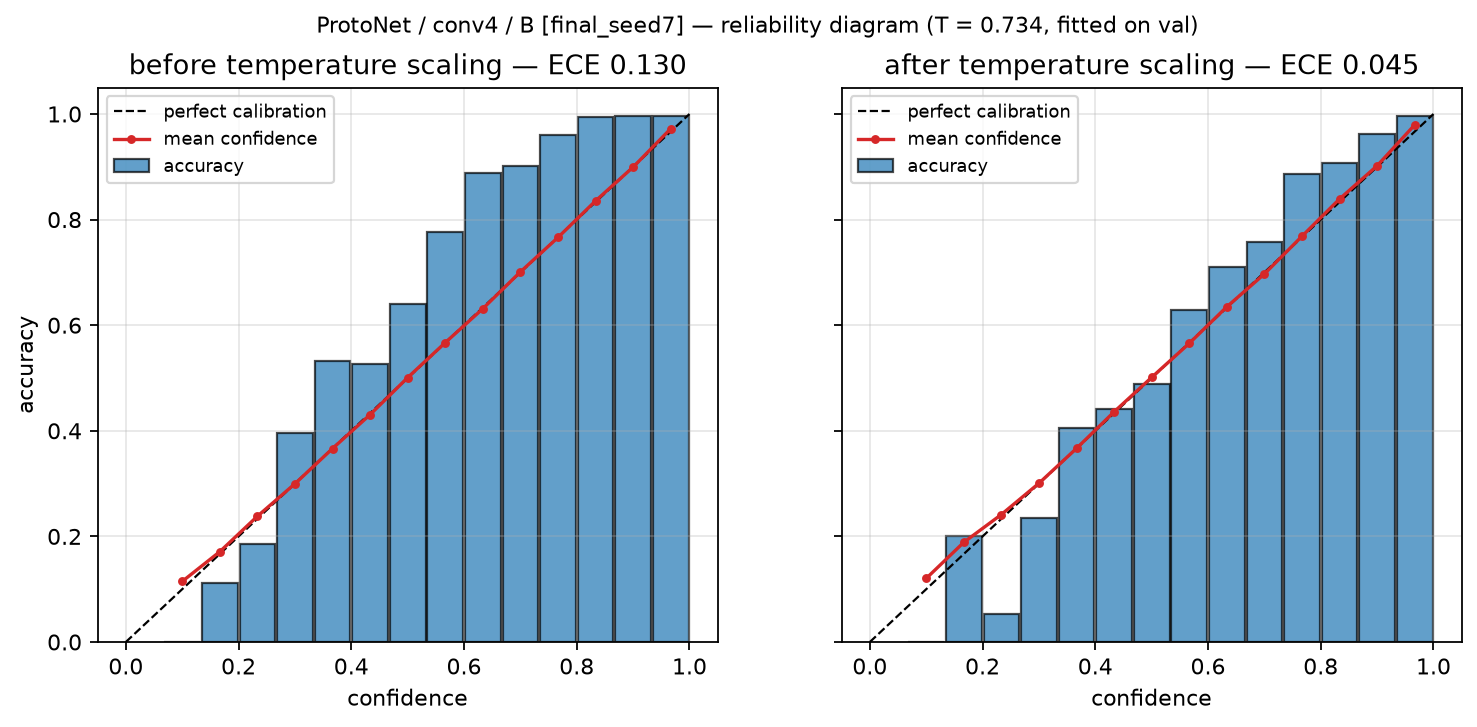 ProtoNet / conv4 / B [final_seed7] — reliability diagram (T = 0.734, fitted on val)
before temperature scaling — ECE 0.130
perfect calibration
mean confidence
accuracy
1.0
0.8
0.6
0.4
0.2
0.0
accuracy
0.0 0.2 0.4 0.6 0.8 1.0
confidence
after temperature scaling — ECE 0.045
perfect calibration
mean confidence
accuracy
0.0 0.2 0.4 0.6 0.8 1.0
confidence